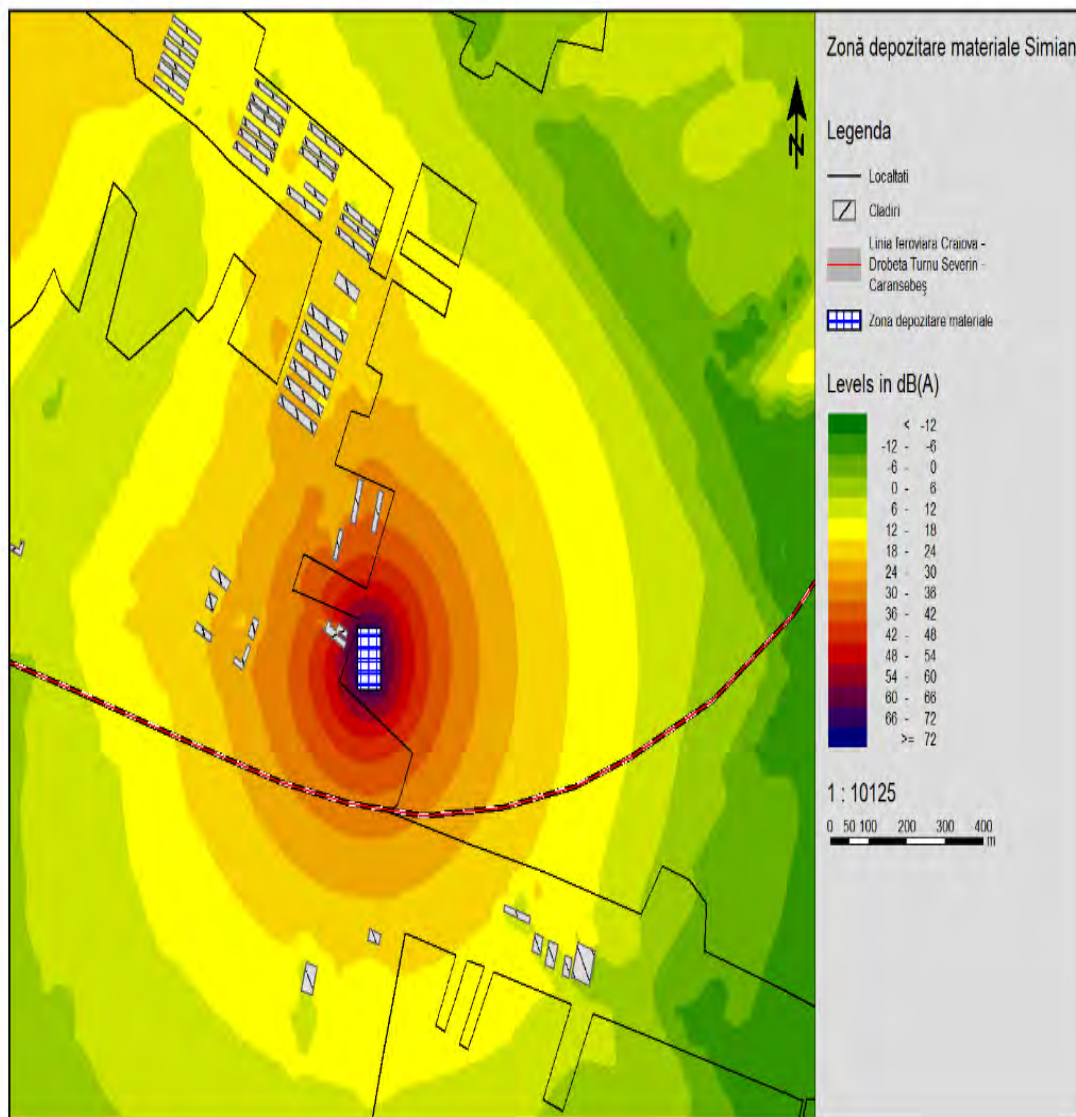 Zonă depozitare materiale Simian
N
Legenda
Localtati
Cladiri
Linia feroviara Craiova -
Drobeta Turnu Severin -
Caransebeş
Zona depozitare materiale
Levels in dB(A)
< -12
-12 - -6
-6 - 0
0 - 6
6 - 12
12 - 18
18 - 24
24 - 30
30 - 38
36 - 42
42 - 48
48 - 54
54 - 60
60 - 66
66 - 72
>= 72
1 : 10125
0 50 100 200 300 400
m